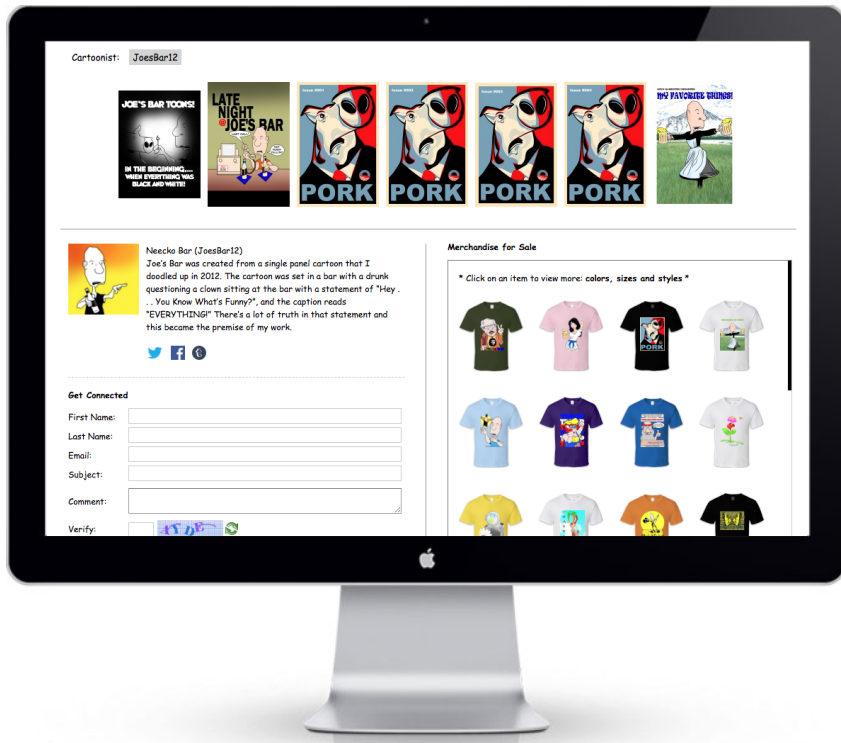 Cartoonist: JoesBar12
JOE'S BAR TOONS!
IN THE BEGINNING,...
WHEN EVERYTHING WAS
BLACK AND WHITE!
LATE
NIGHT
@JOE'S BAR
LAST CALL!
Issue #001
PORK
Issue #002
PORK
Issue #003
PORK
Issue #004
PORK
MY FAVORITE THINGS!
Neecko Bar (JoesBar12)
Joe's Bar was created from a single panel cartoon that I
doodled up in 2012. The cartoon was set in a bar with a drunk
questioning a clown sitting at the bar with a statement of "Hey .
. . You Know What's Funny?", and the caption reads
"EVERYTHING!" There's a lot of truth in that statement and
this became the premise of my work.
Get Connected
First Name:
Last Name:
Email:
Subject:
Comment:
Verify:
Merchandise for Sale
* Click on an item to view more: colors, sizes and styles *
PORK